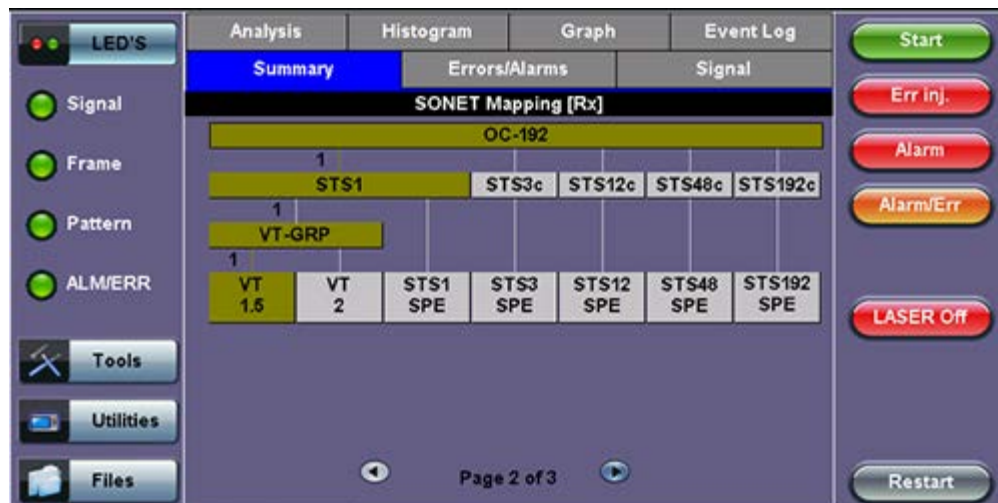 LED'S
Signal
Frame
Pattern
ALM/ERR
Tools
Utilities
Files
Analysis Histogram Graph Event Log
Summary Errors/Alarms Signal
SONET Mapping [Rx]
OC-192
1
STS1 STS3c STS12c STS48c STS192c
1
VT-GRP
1
VT 1.5
VT 2
STS1 SPE
STS3 SPE
STS12 SPE
STS48 SPE
STS192 SPE
Page 2 of 3
Start
Err inj.
Alarm
Alarm/Err
LASER Off
Restart